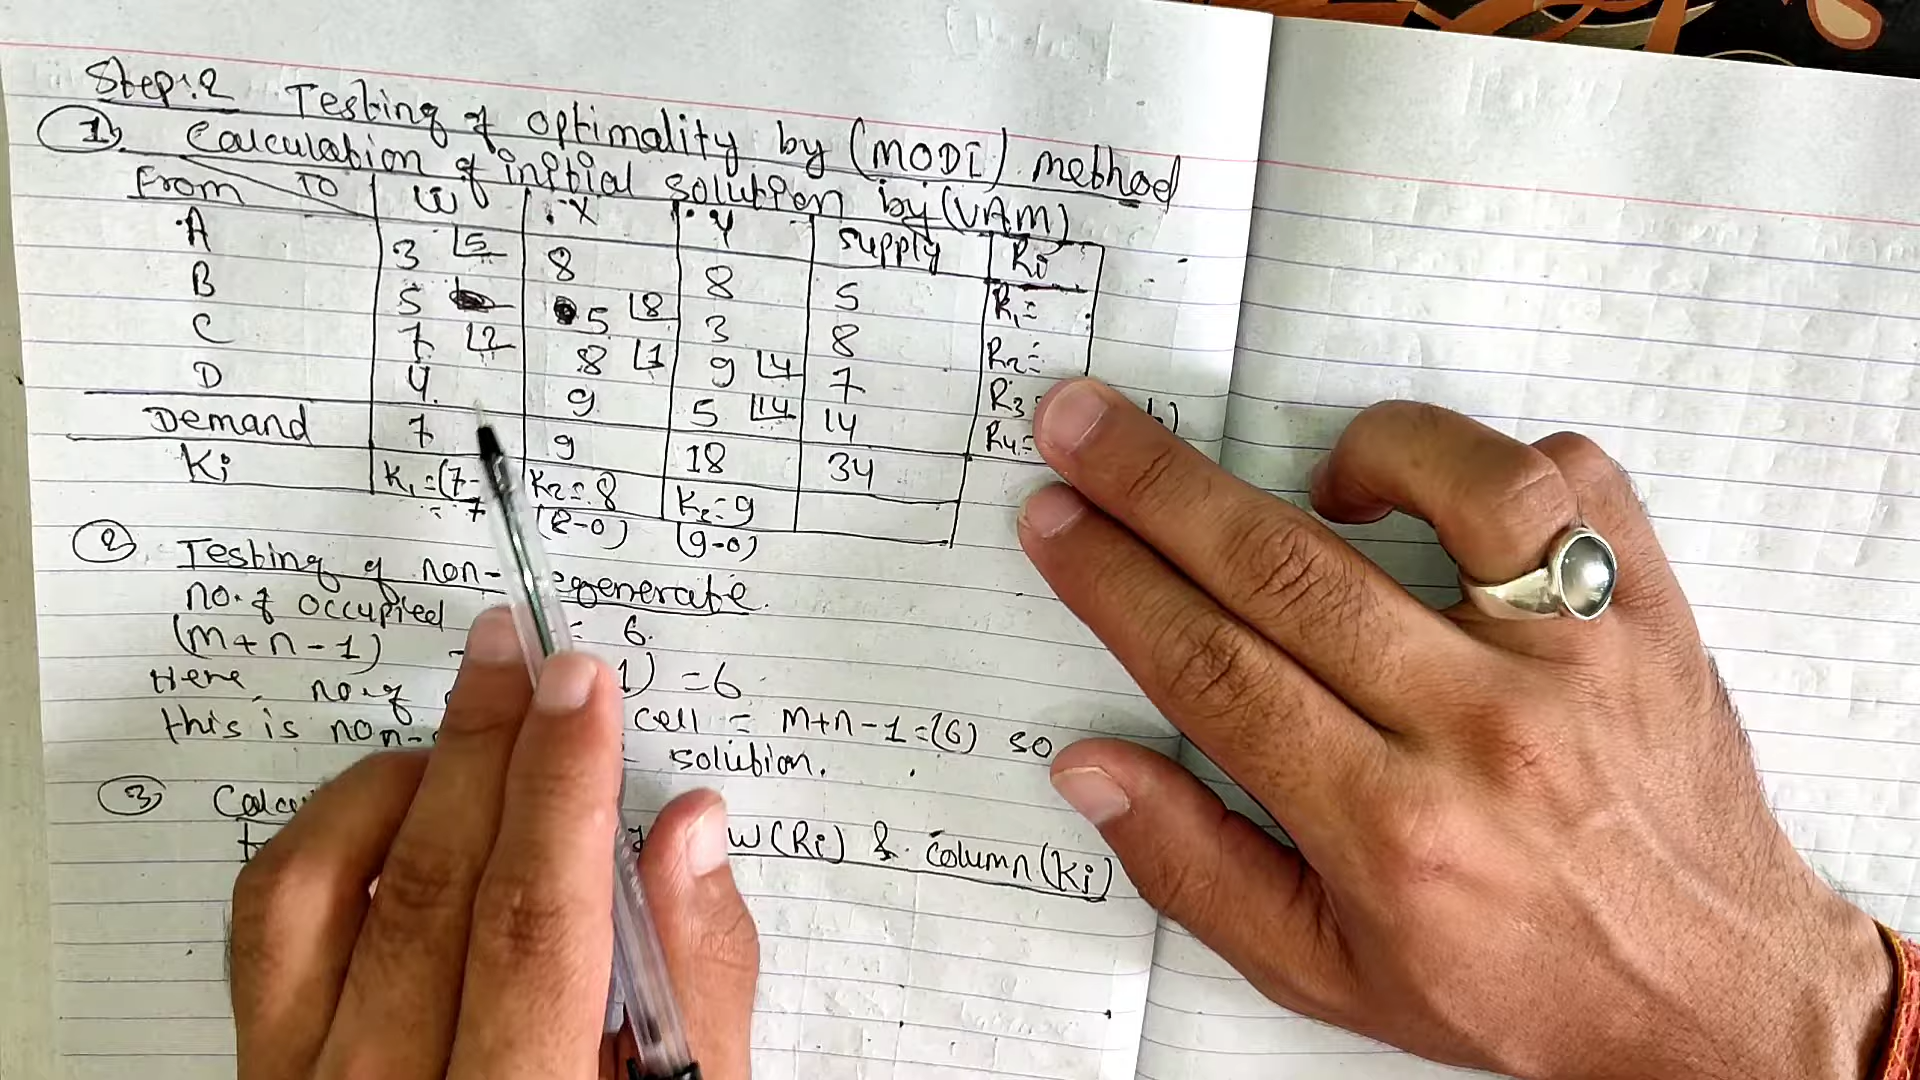 Step:2 Testing of optimality by (MODI) method
1) Calculation of initial solution by (VAM)
From TO W X Y supply Ri
A 3 5 8 8 5 R1=
B 5 5 8 3 8 R2=
C 7 2 8 1 9 4 7 R3=
D 4 9 5 14 14 R4=
Demand 7 9 18 34
Ki K1=(7- K2=8 K3=9
=7 (8-0) (9-0)
2 Testing of non-
no. of occupied = 6.
(m+n-1) 1) =6
Here, no. of cell = m+n-1=(6) so
this is non- solution.
3 (Ri) & column (Ki)